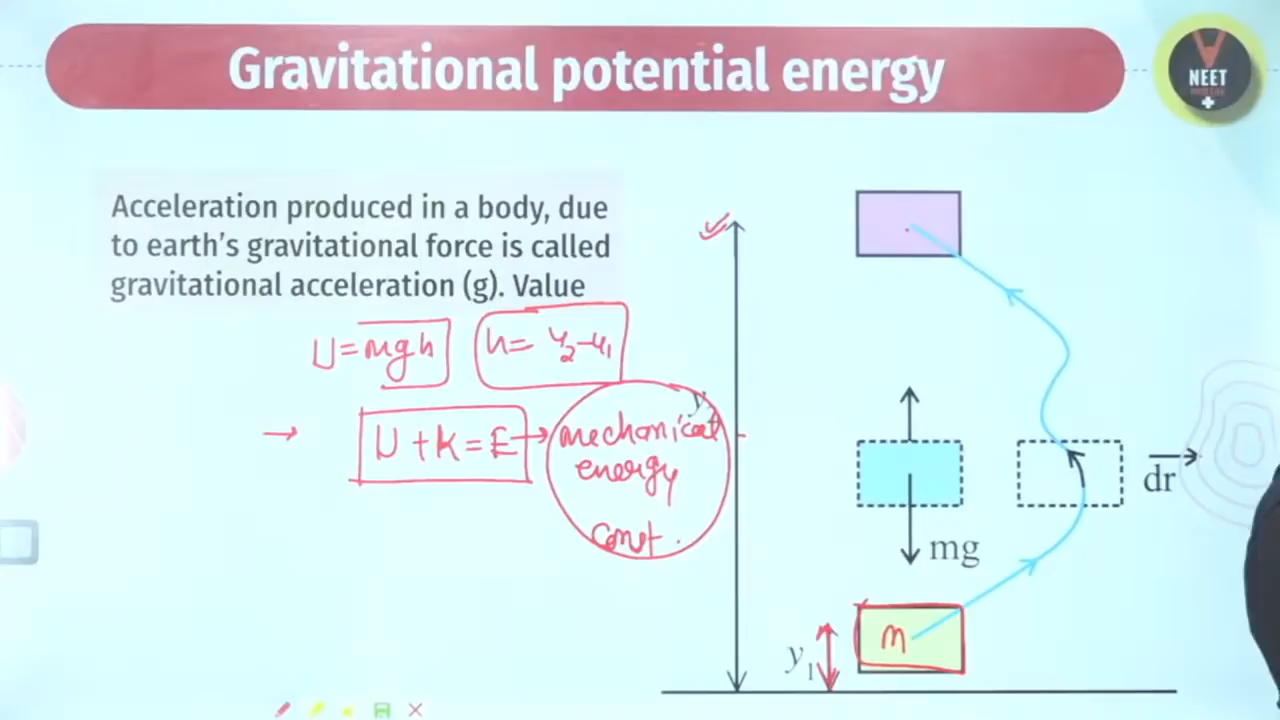 Gravitational potential energy
NEET
Acceleration produced in a body, due
to earth's gravitational force is called
gravitational acceleration (g). Value
U=mgh
h= y₂-y₁
→ U+K=E→ mechanical
energy
const.
y
dr
mg
m
y₁